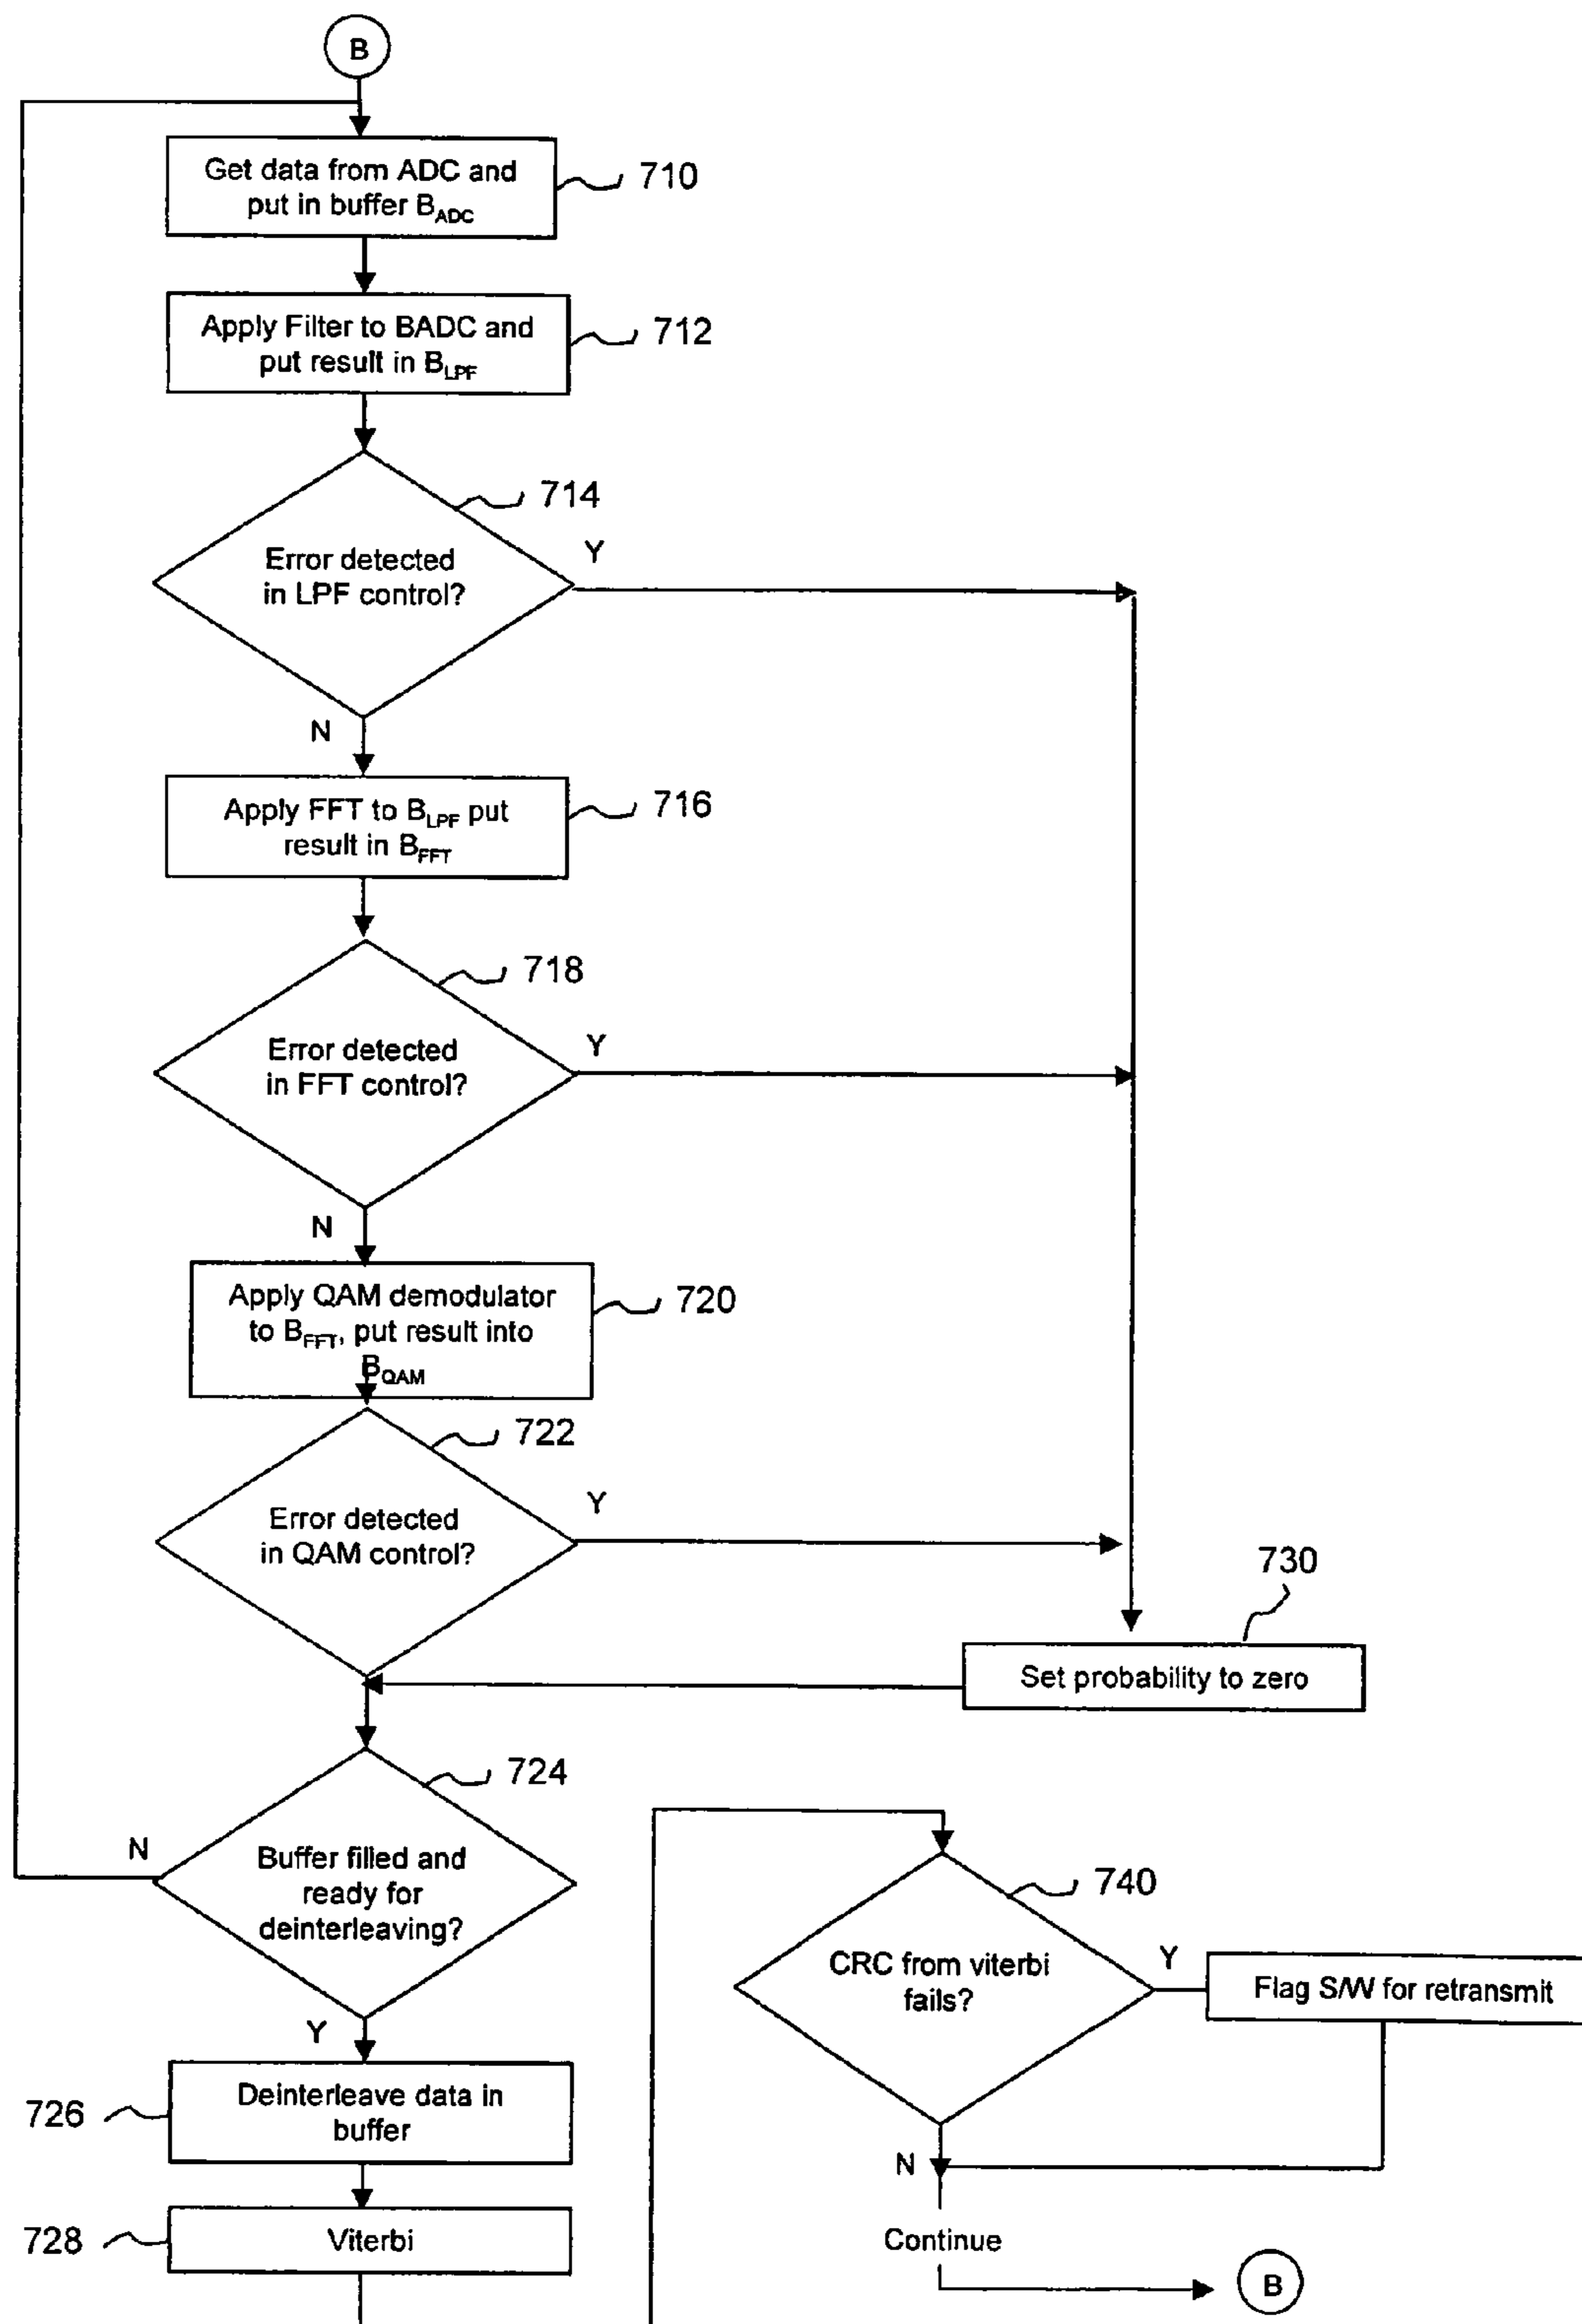 B
Get data from ADC and
put in buffer BADC
710
Apply Filter to BADC and
put result in BLPF
712
714
Error detected
in LPF control?
Y
N
Apply FFT to BLPF put
result in BFFT
716
718
Error detected
in FFT control?
Y
N
Apply QAM demodulator
to BFFT, put result into
BQAM
720
722
Error detected
in QAM control?
Y
730
Set probability to zero
724
Buffer filled and
ready for
deinterleaving?
N
Y
726
Deinterleave data in
buffer
728
Viterbi
740
CRC from viterbi
fails?
Y
Flag S/W for retransmit
N
Continue
B